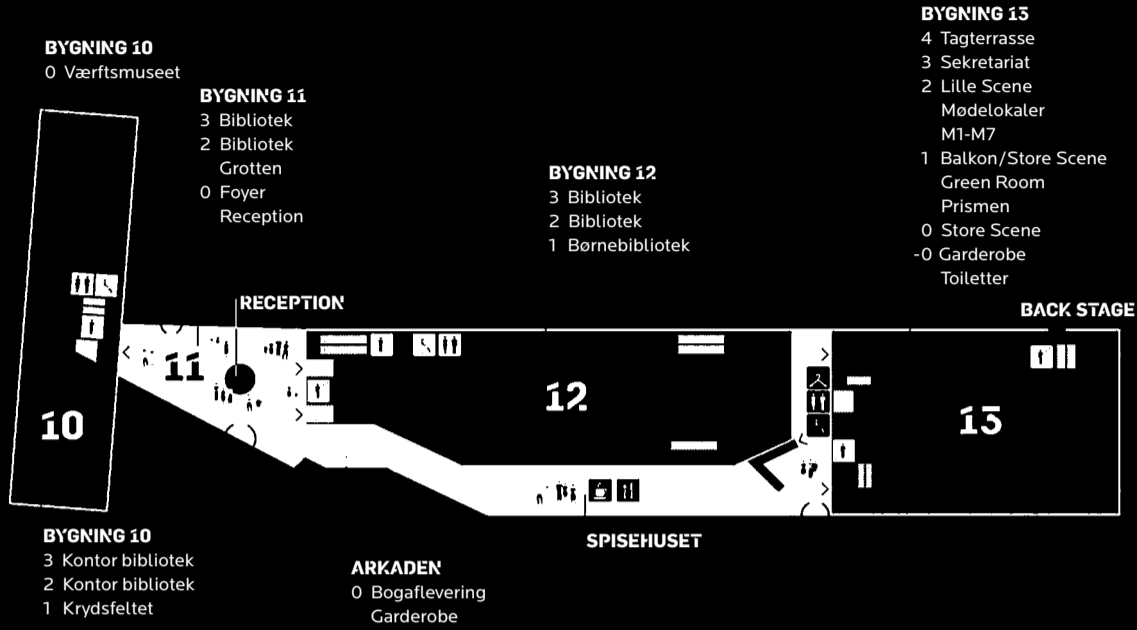 BYGNING 10
0 Værftsmuseet
BYGNING 11
3 Bibliotek
2 Bibliotek
Grotten
0 Foyer
Reception
BYGNING 12
3 Bibliotek
2 Bibliotek
1 Børnebibliotek
BYGNING 13
4 Tagterrasse
3 Sekretariat
2 Lille Scene
Mødelokaler
M1-M7
1 Balkon/Store Scene
Green Room
Prismen
0 Store Scene
-0 Garderobe
Toiletter
RECEPTION
BACK STAGE
11
12
13
10
SPISEHUSET
BYGNING 10
3 Kontor bibliotek
2 Kontor bibliotek
1 Krydsfeltet
ARKADEN
0 Bogaflevering
Garderobe